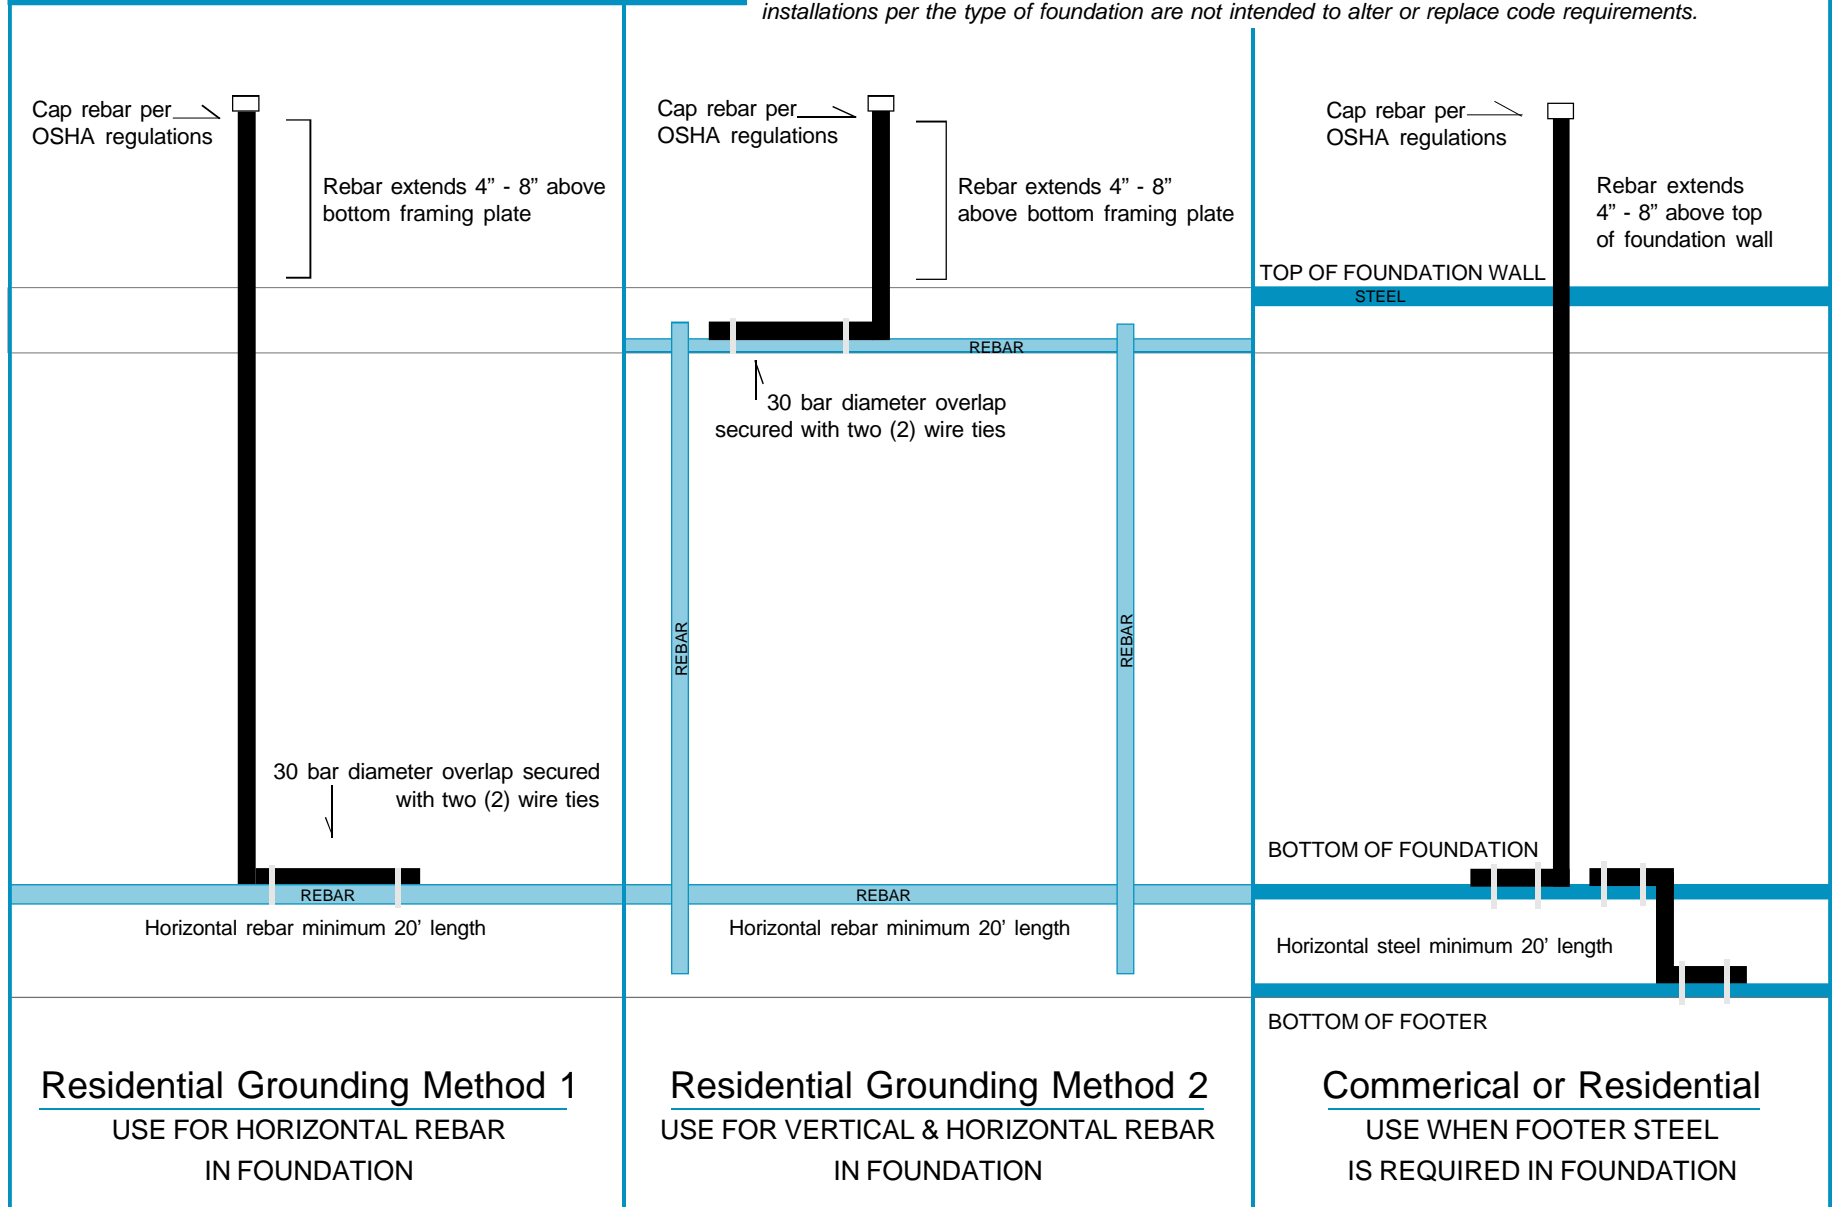 installations per the type of foundation are not intended to alter or replace code requirements.
Cap rebar per
OSHA regulations
Rebar extends 4” - 8” above
bottom framing plate
30 bar diameter overlap secured
with two (2) wire ties
REBAR
Horizontal rebar minimum 20’ length
Residential Grounding Method 1
USE FOR HORIZONTAL REBAR
IN FOUNDATION
Cap rebar per
OSHA regulations
Rebar extends 4” - 8”
above bottom framing plate
REBAR
30 bar diameter overlap
secured with two (2) wire ties
REBAR
REBAR
REBAR
Horizontal rebar minimum 20’ length
Residential Grounding Method 2
USE FOR VERTICAL & HORIZONTAL REBAR
IN FOUNDATION
Cap rebar per
OSHA regulations
Rebar extends
4” - 8” above top
of foundation wall
TOP OF FOUNDATION WALL
STEEL
BOTTOM OF FOUNDATION
Horizontal steel minimum 20’ length
BOTTOM OF FOOTER
Commerical or Residential
USE WHEN FOOTER STEEL
IS REQUIRED IN FOUNDATION